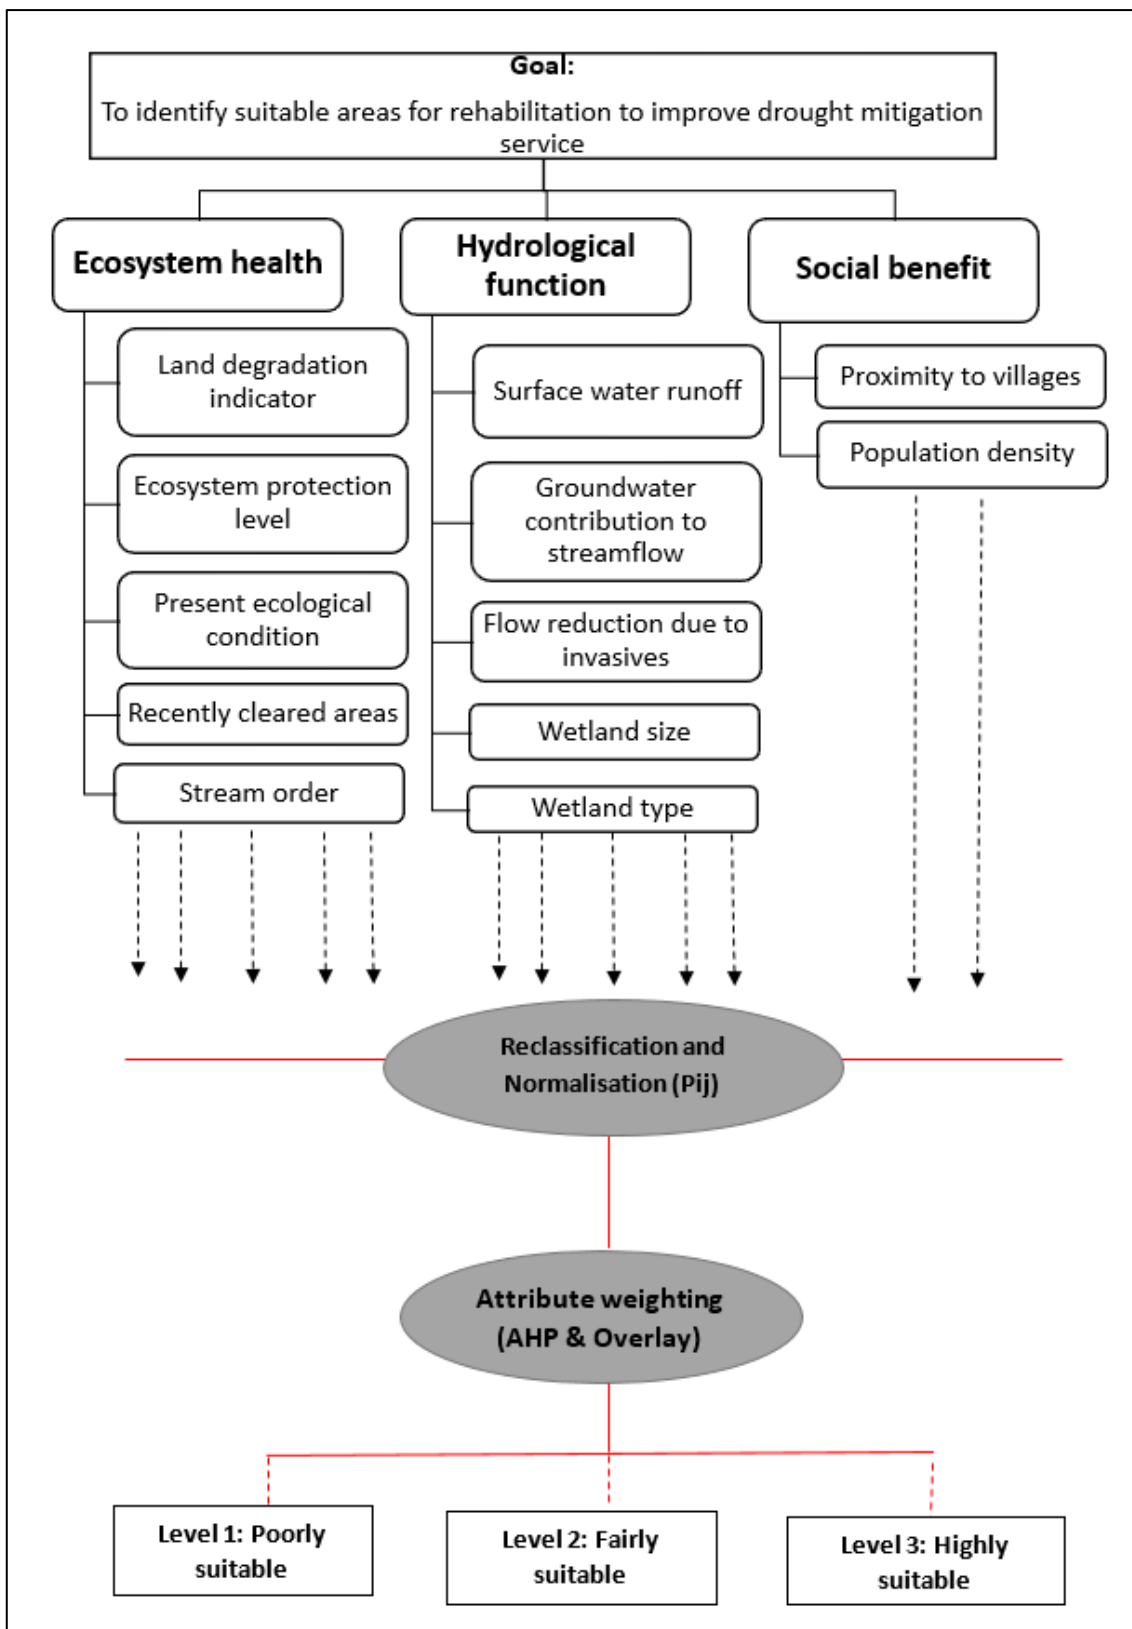 Goal:
To identify suitable areas for rehabilitation to improve drought mitigation
service
Ecosystem health
Land degradation
indicator
Ecosystem protection
level
Present ecological
condition
Recently cleared areas
Stream order
Hydrological
function
Surface water runoff
Groundwater
contribution to
streamflow
Flow reduction due to
invasives
Wetland size
Wetland type
Social benefit
Proximity to villages
Population density
Reclassification and
Normalisation (Pij)
Attribute weighting
(AHP & Overlay)
Level 1: Poorly
suitable
Level 2: Fairly
suitable
Level 3: Highly
suitable